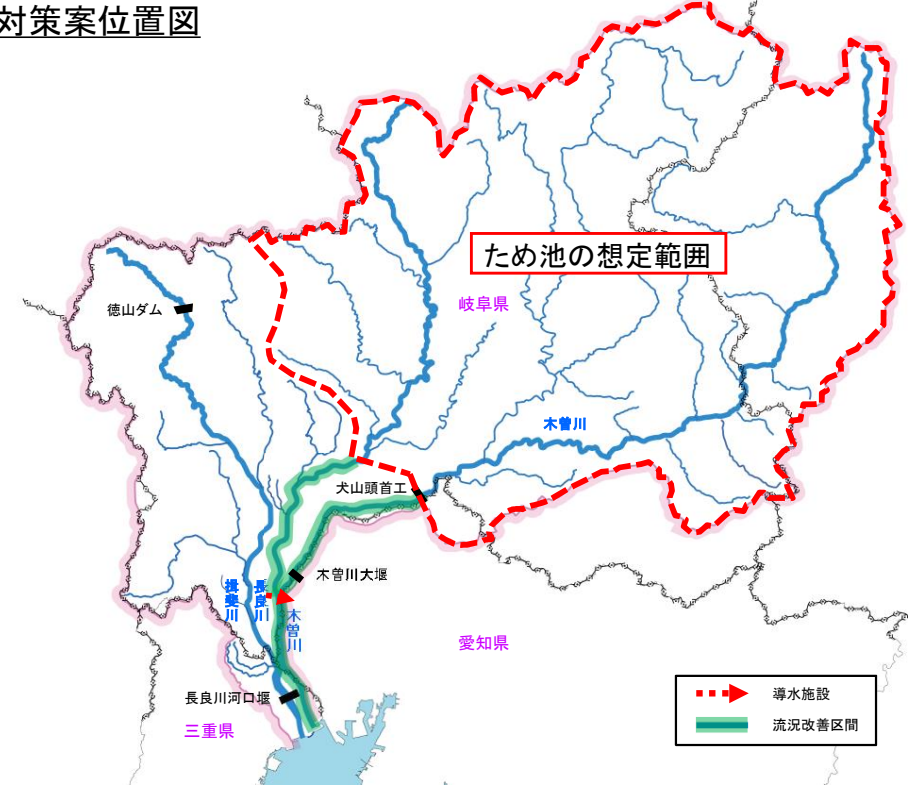 対策案位置図
ため池の想定範囲
岐阜県
徳山ダム
木曽川
犬山頭首工
木曽川大堰
揖斐川
長良川
木曽川
愛知県
長良川河口堰
三重県
導水施設
流況改善区間